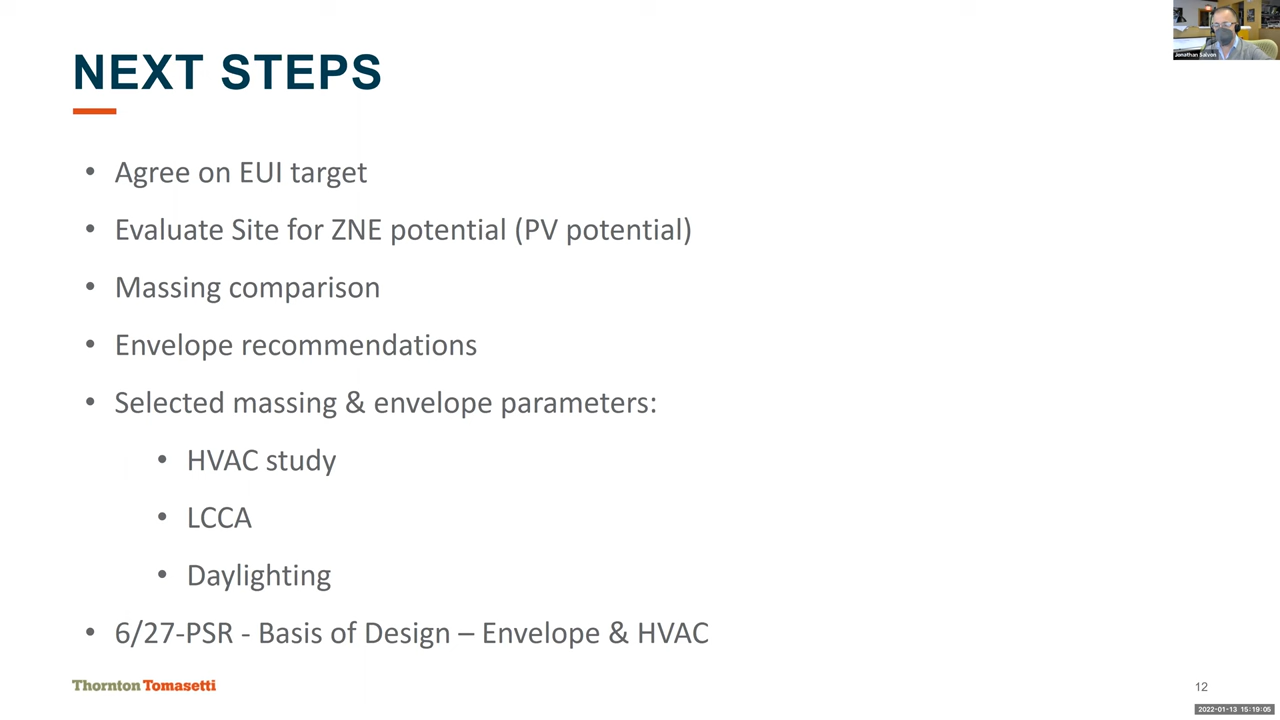 NEXT STEPS
Jonathan Salvon
• Agree on EUI target
• Evaluate Site for ZNE potential (PV potential)
• Massing comparison
• Envelope recommendations
• Selected massing & envelope parameters:
• HVAC study
• LCCA
• Daylighting
• 6/27-PSR - Basis of Design – Envelope & HVAC
Thornton Tomasetti
12
2022-01-13 15:19:05